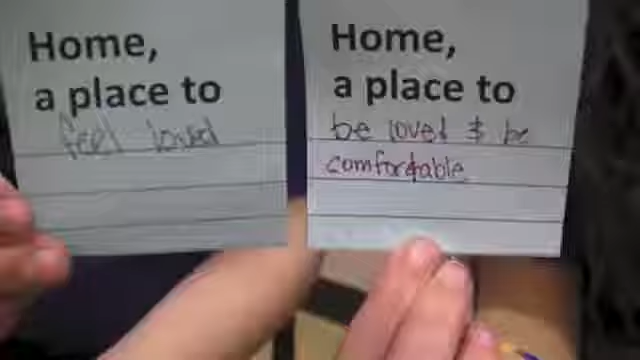 Home,
a place to
feel loved
Home,
a place to
be loved & be
comfortable